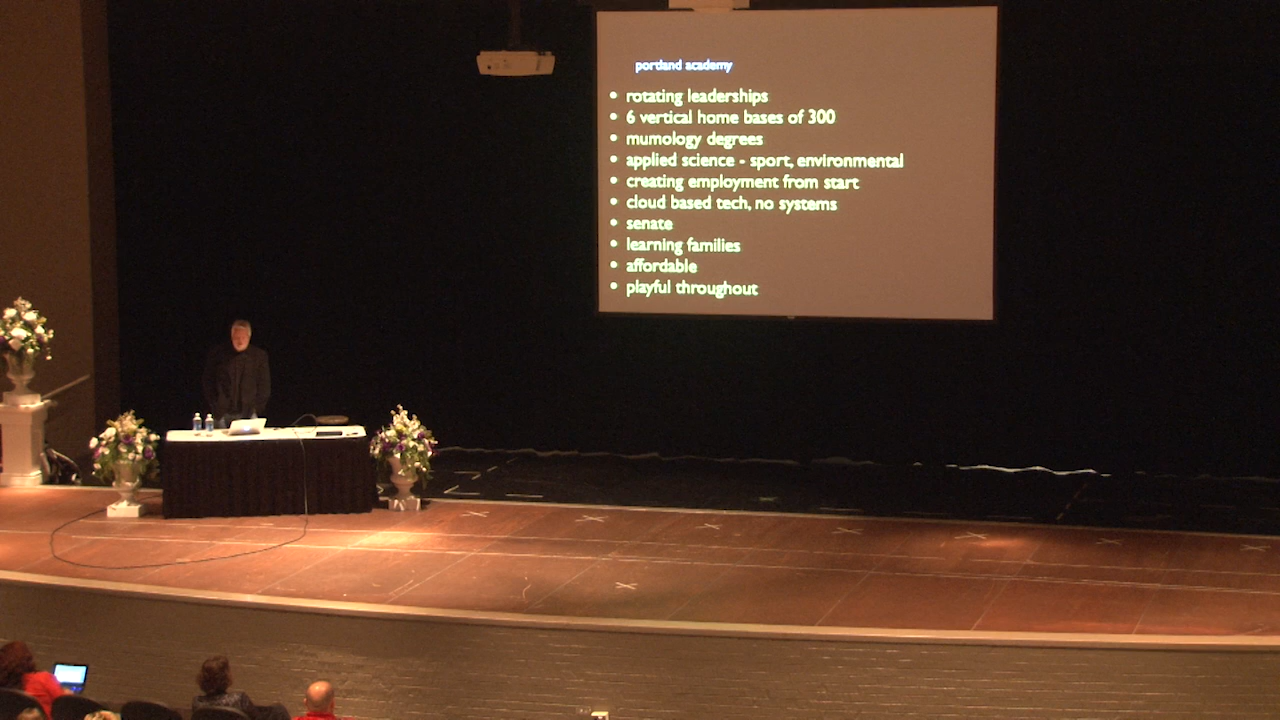 portland academy
• rotating leaderships
• 6 vertical home bases of 300
• mumology degrees
• applied science - sport, environmental
• creating employment from start
• cloud based tech, no systems
• senate
• learning families
• affordable
• playful throughout